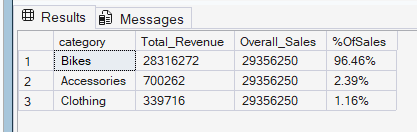 Results Messages
category Total_Revenue Overall_Sales %OfSales
1 Bikes 28316272 29356250 96.46%
2 Accessories 700262 29356250 2.39%
3 Clothing 339716 29356250 1.16%